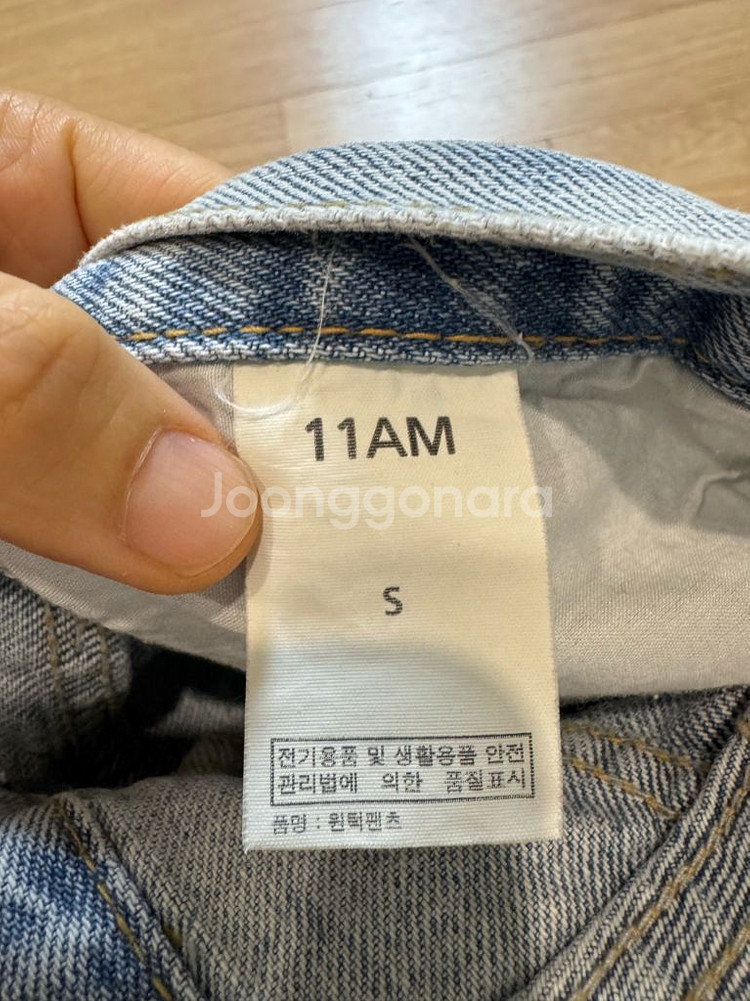 11AM
Joonggonara
S
전기용품 및 생활용품 안전
관리법에 의한 품질표시
품명 : 원턱팬츠